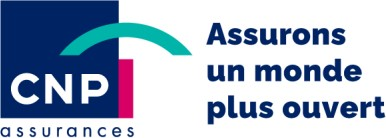 CNP
assurances
Assurons
un monde
plus ouvert